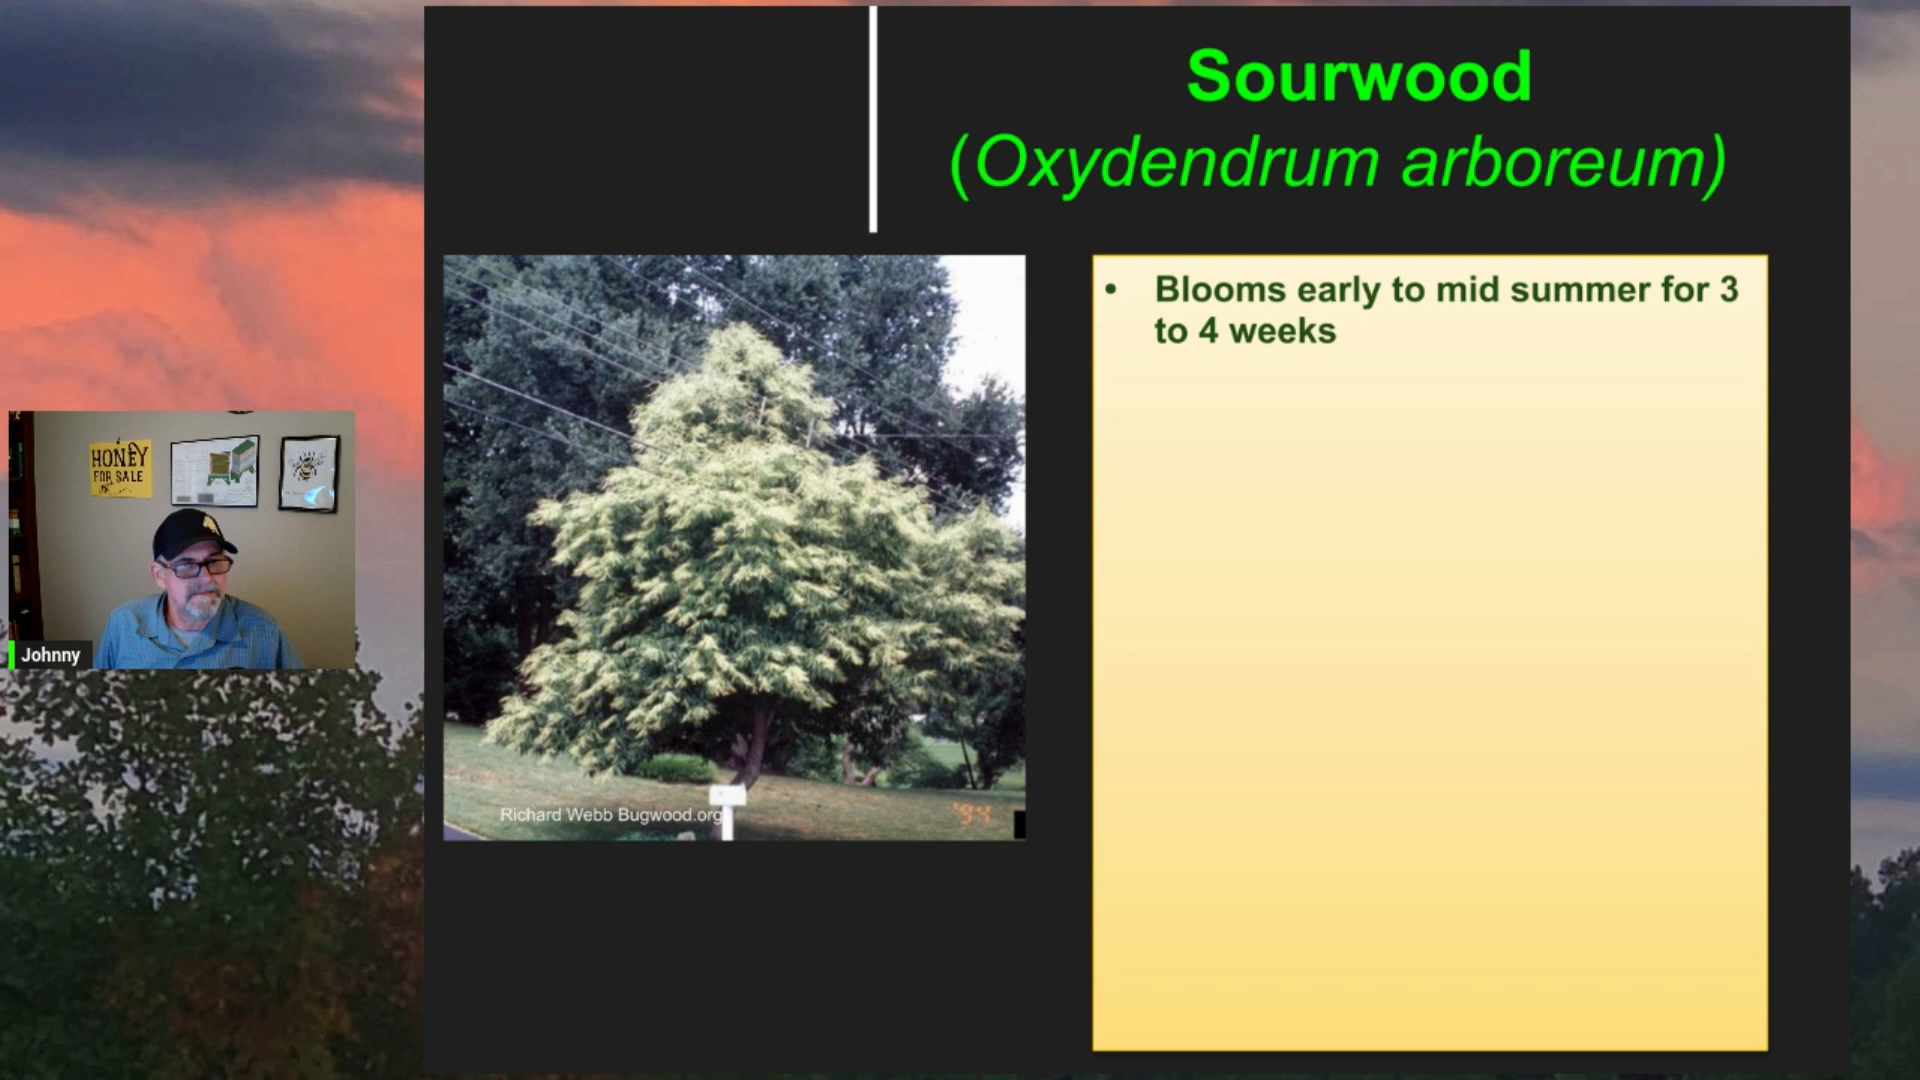 Sourwood
(Oxydendrum arboreum)
• Blooms early to mid summer for 3
to 4 weeks
HONEY
FOR SALE
Johnny
Richard Webb Bugwood.org
'94